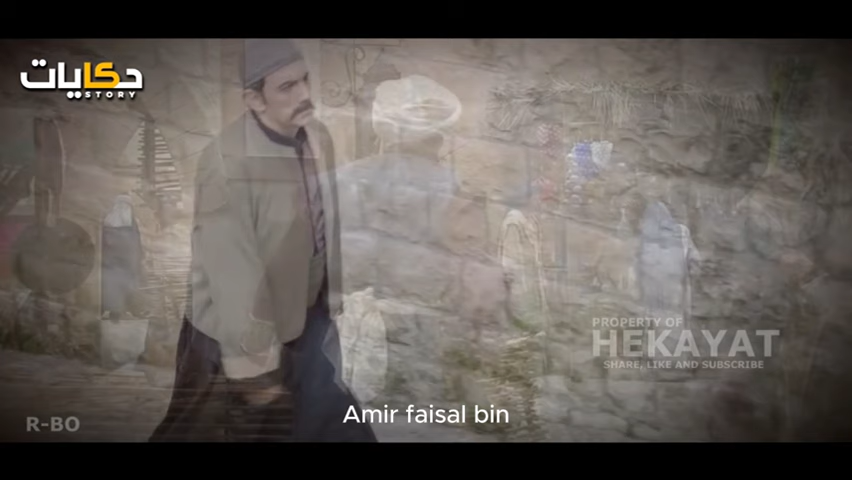 حكايات
STORY
PROPERTY OF
HEKAYAT
SHARE, LIKE AND SUBSCRIBE
Amir faisal bin
R-BO